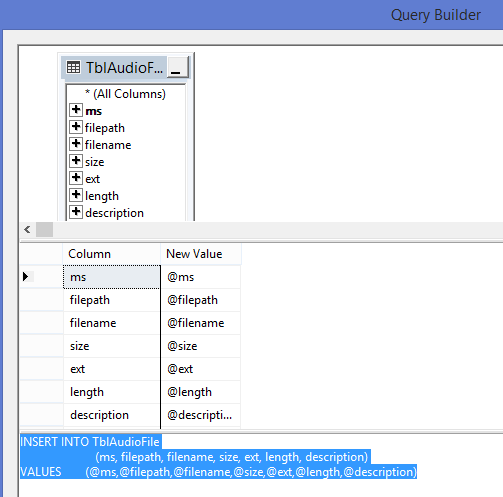 Query Builder
TblAudioF...
* (All Columns)
ms
filepath
filename
size
ext
length
description
Column New Value
ms @ms
filepath @filepath
filename @filename
size @size
ext @ext
length @length
description @descripti...
INSERT INTO TblAudioFile
(ms, filepath, filename, size, ext, length, description)
VALUES (@ms,@filepath,@filename,@size,@ext,@length,@description)